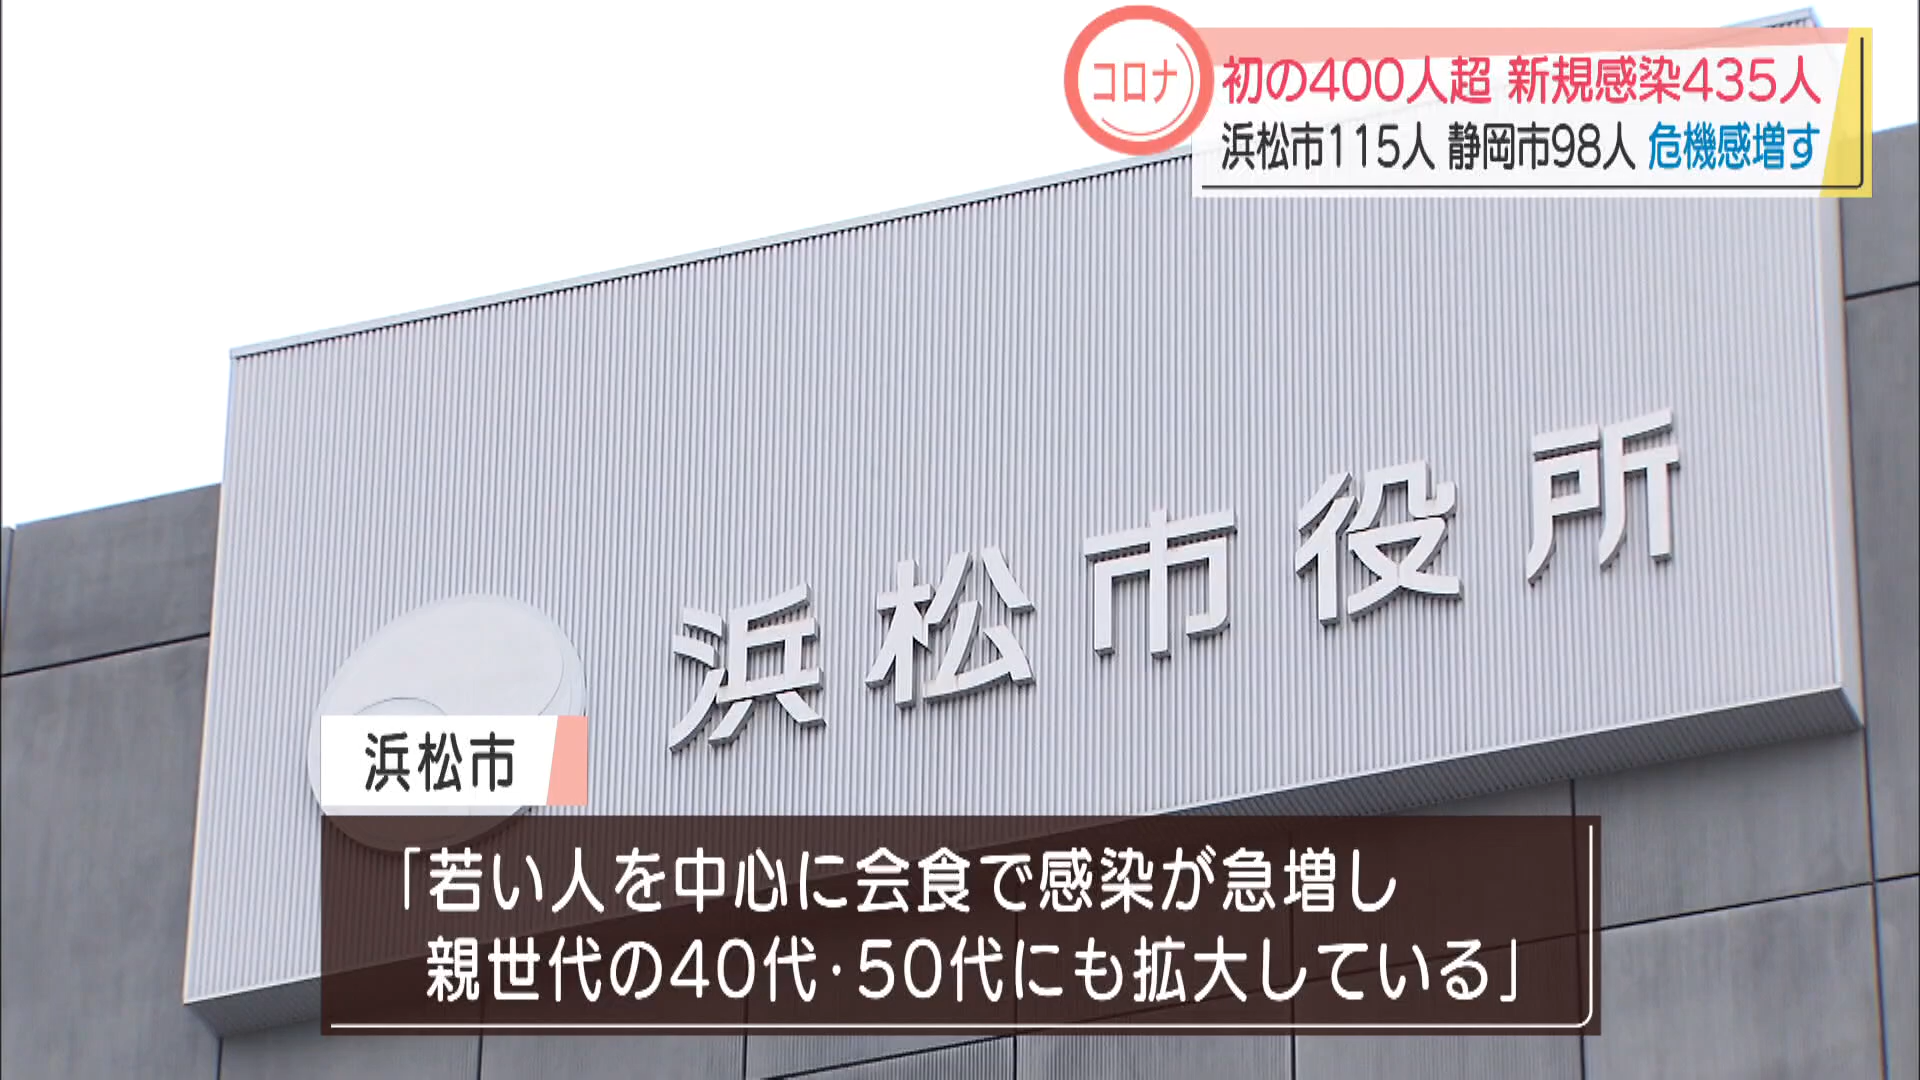 コロナ
初の400人超 新規感染435人
浜松市115人 静岡市98人 危機感増す
浜松市役所
浜松市
「若い人を中心に会食で感染が急増し
親世代の40代・50代にも拡大している」